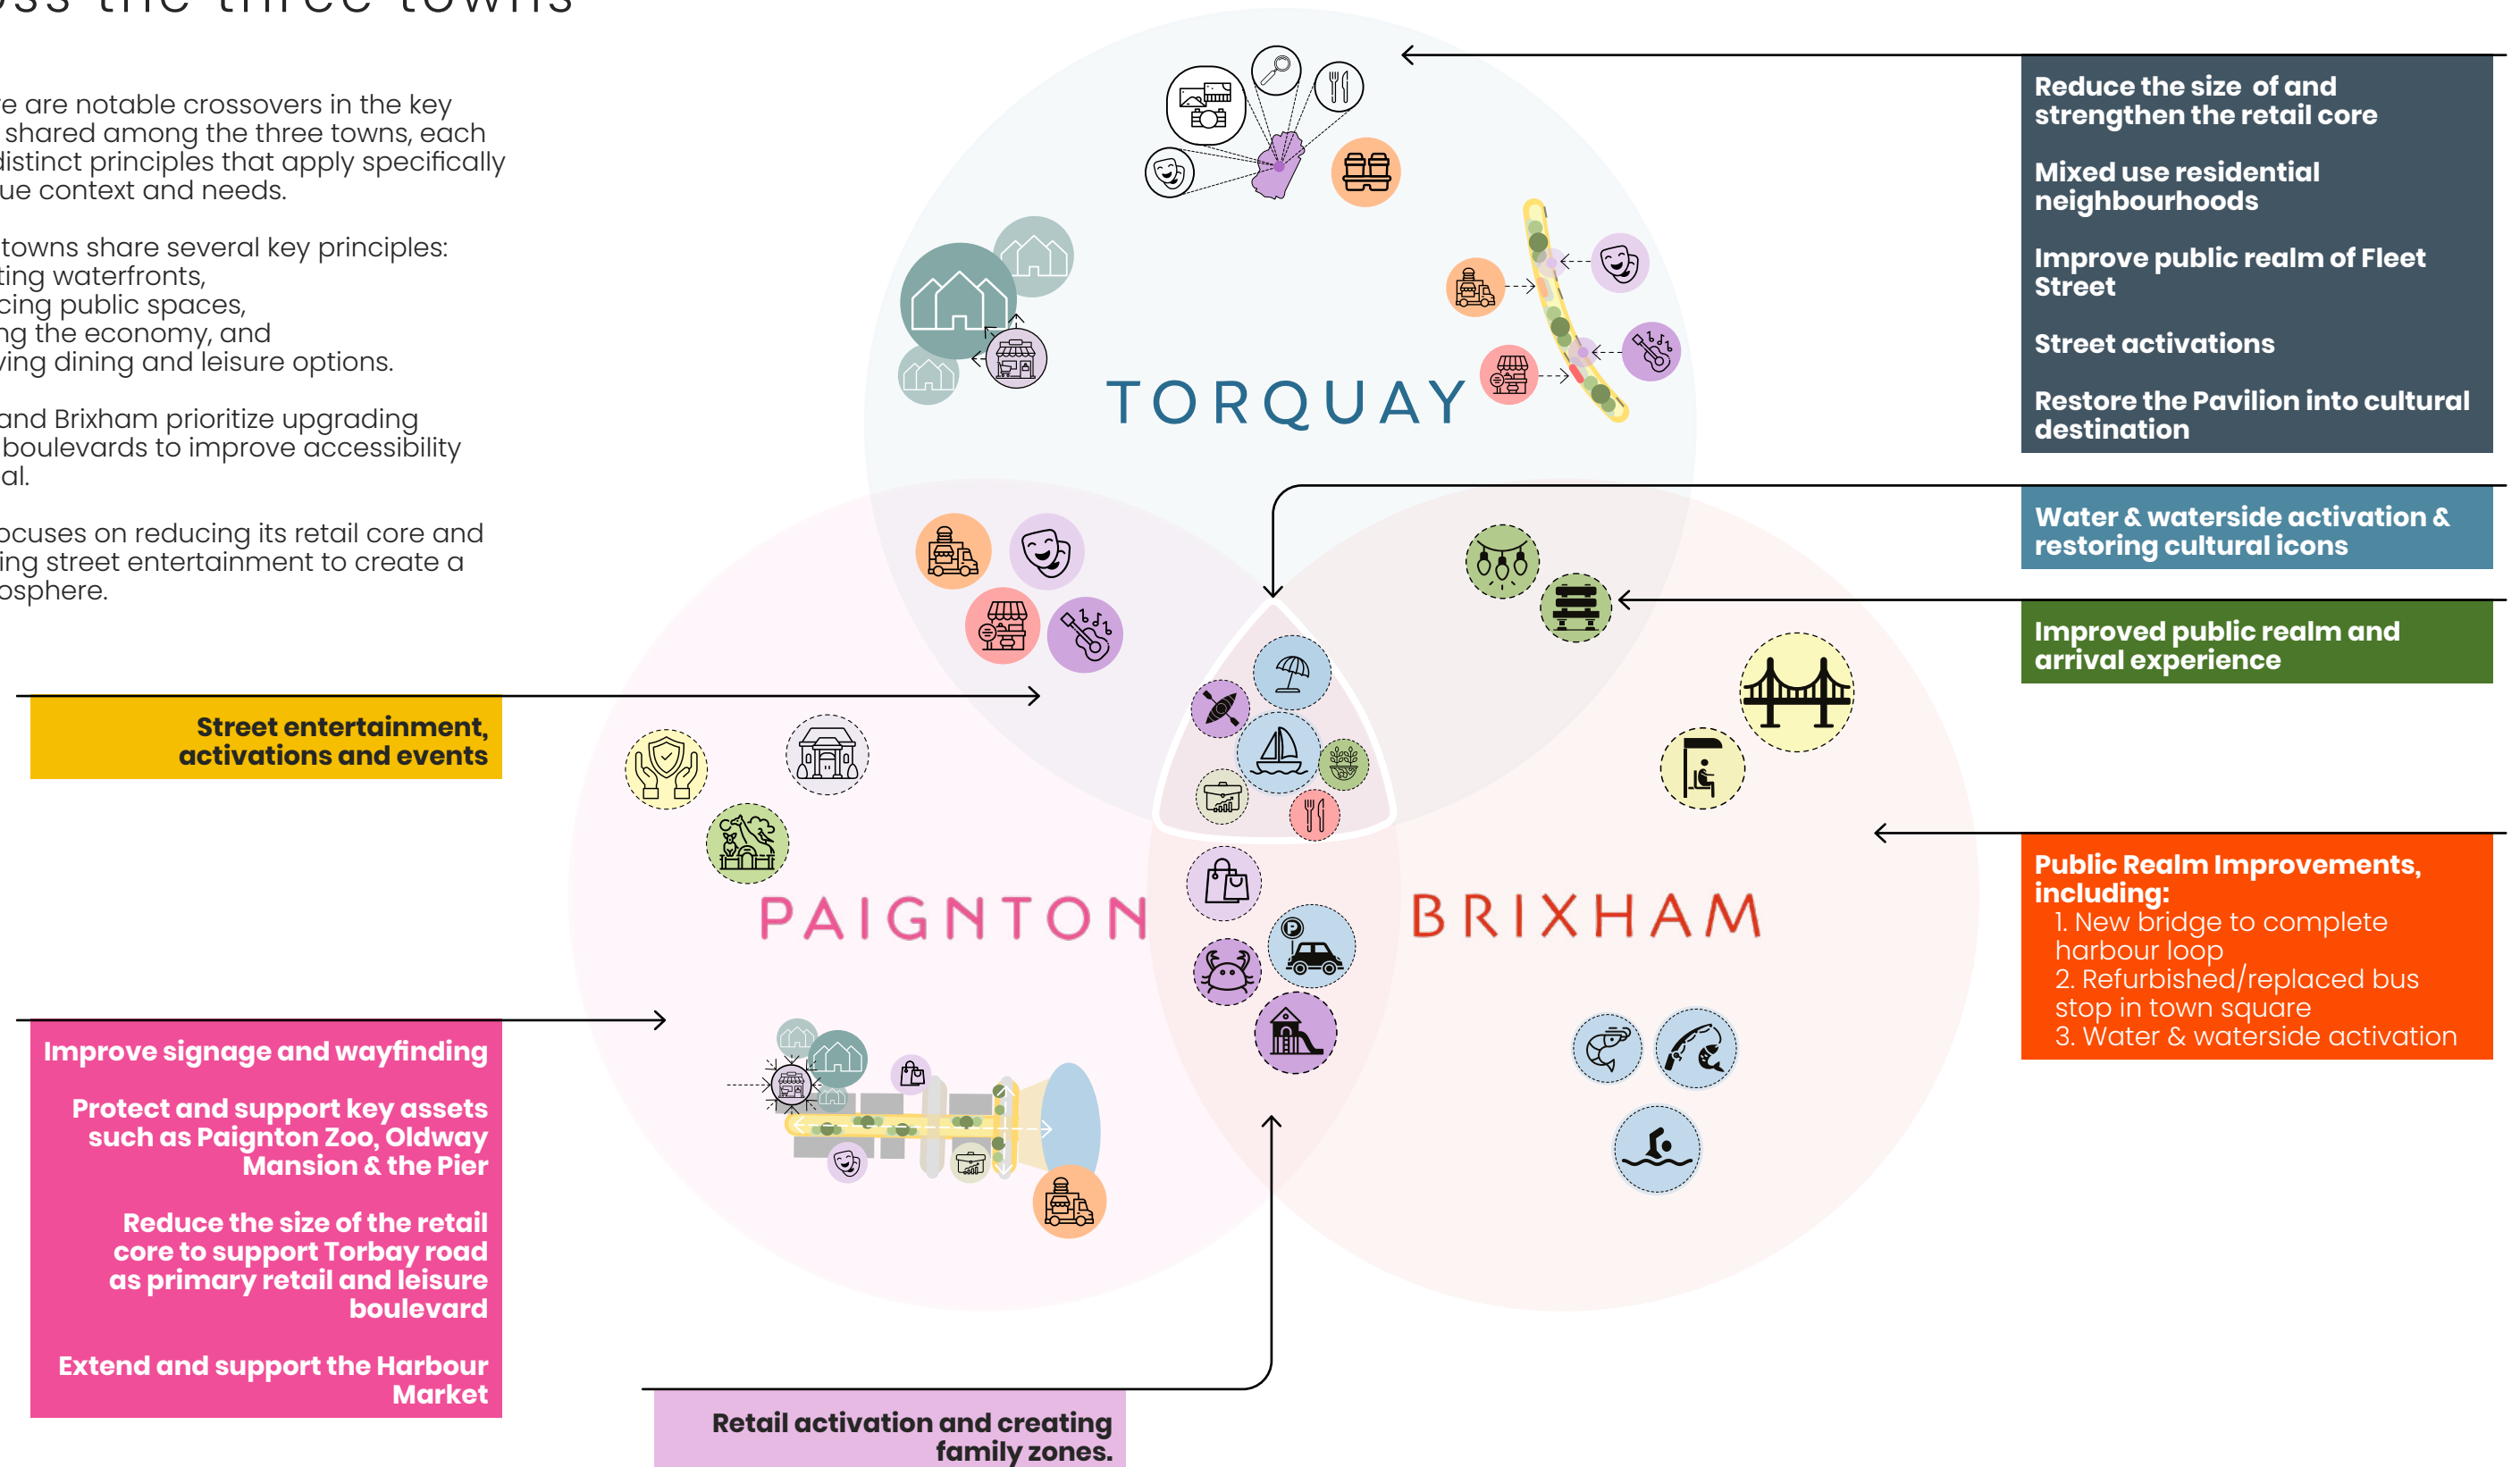 the three towns
are notable crossovers in the key
shared among the three towns, each
distinct principles that apply specifically
context and needs.
towns share several key principles:
waterfronts,
public spaces,
the economy, and
dining and leisure options.
and Brixham prioritize upgrading
boulevards to improve accessibility
focuses on reducing its retail core and
street entertainment to create a
Street entertainment,
activations and events
Improve signage and wayfinding
Protect and support key assets
such as Paignton Zoo, Oldway
Mansion & the Pier
Reduce the size of the retail
core to support Torbay road
as primary retail and leisure
boulevard
Extend and support the Harbour
Market
TORQUAY
PAIGNTON
BRIXHAM
P
Retail activation and creating
family zones.
Reduce the size of and
strengthen the retail core
Mixed use residential
neighbourhoods
Improve public realm of Fleet
Street
Street activations
Restore the Pavilion into cultural
destination
Water & waterside activation &
restoring cultural icons
Improved public realm and
arrival experience
Public Realm Improvements,
including:
1. New bridge to complete
harbour loop
2. Refurbished/replaced bus
stop in town square
3. Water & waterside activation